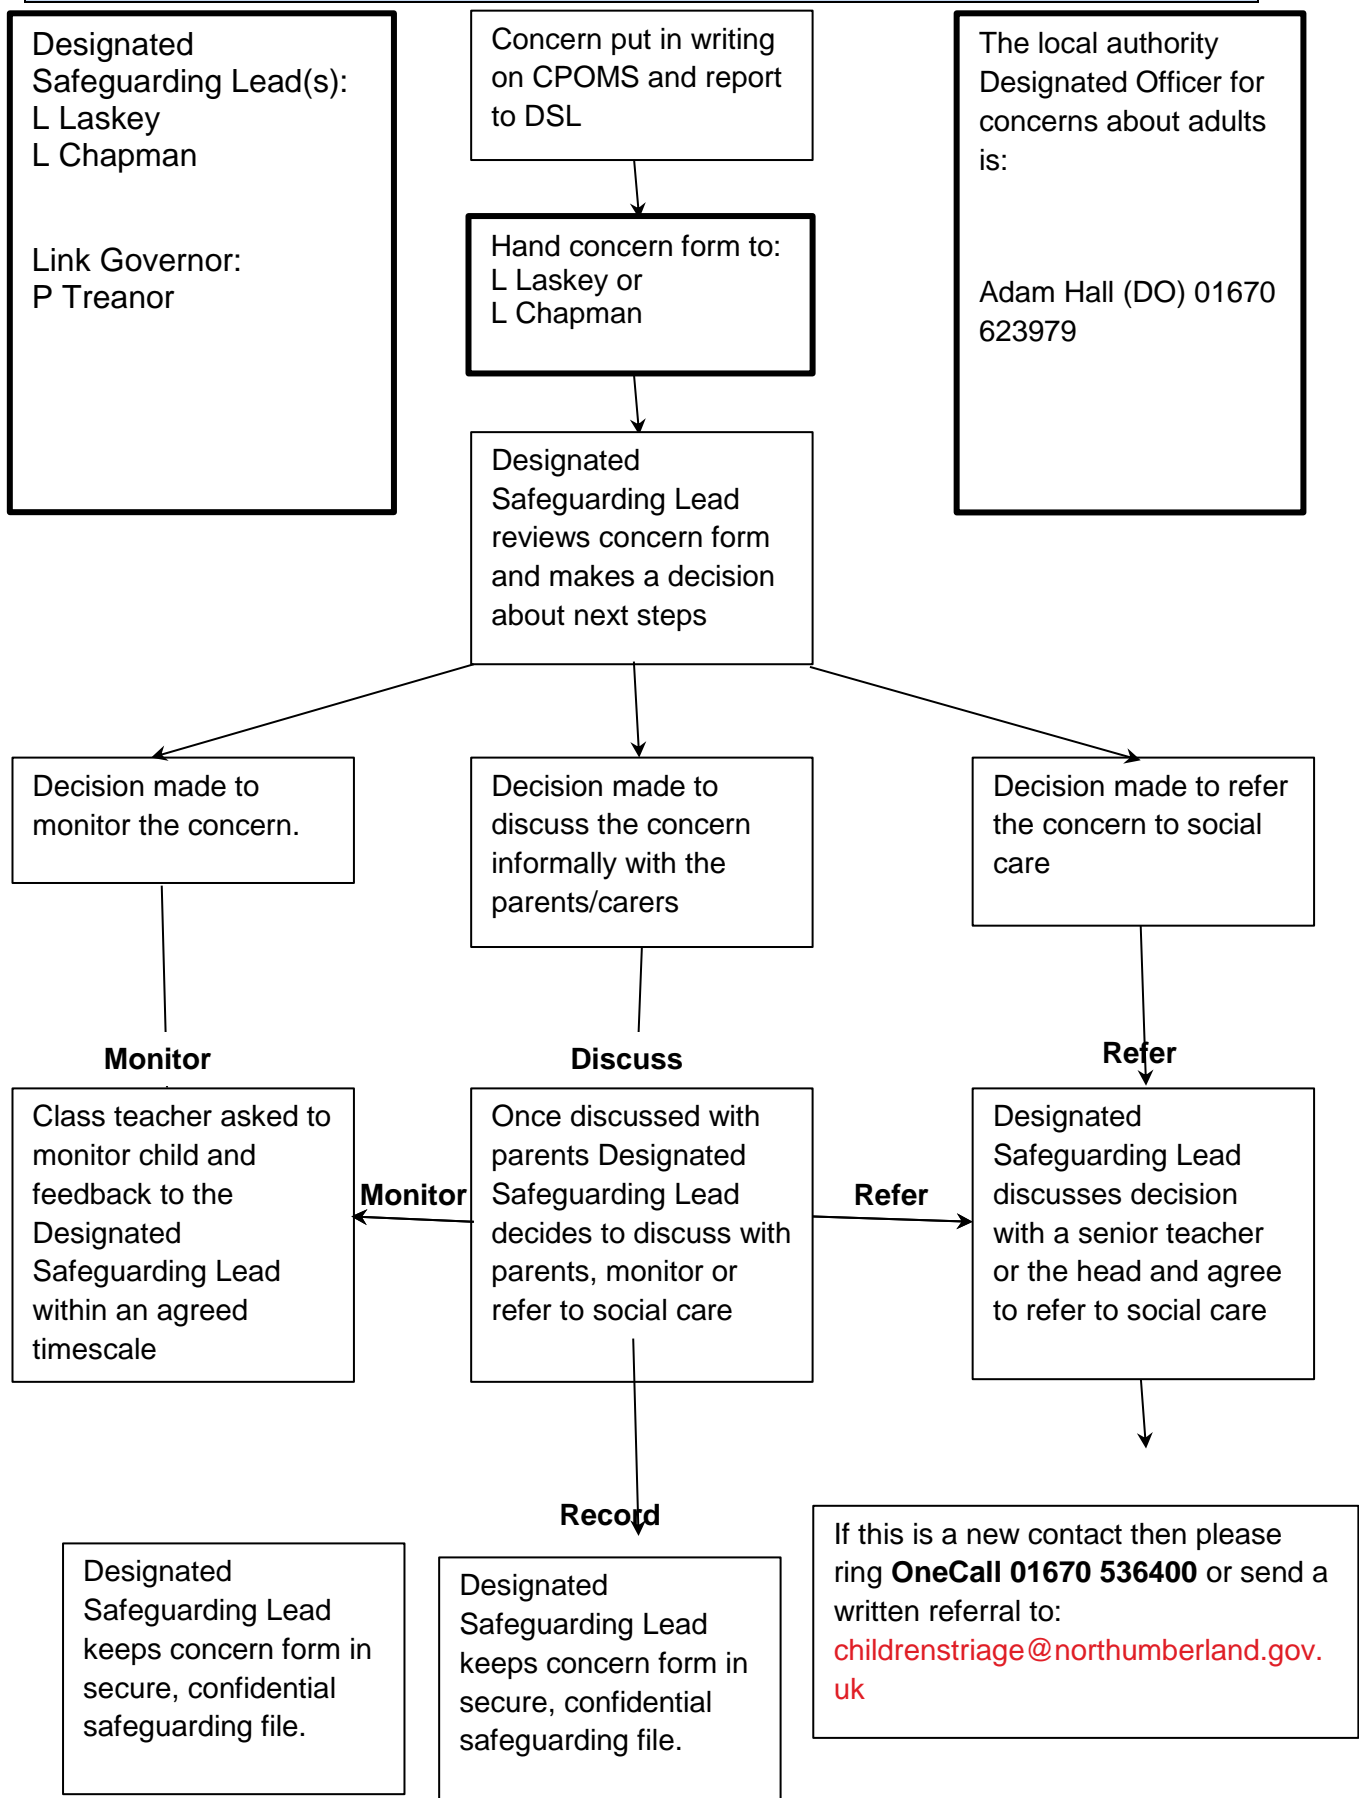 Designated
Safeguarding Lead(s):
L Laskey
L Chapman
Link Governor:
P Treanor
Concern put in writing
on CPOMS and report
to DSL
The local authority
Designated Officer for
concerns about adults
is:
Adam Hall (DO) 01670
623979
Hand concern form to:
L Laskey or
L Chapman
Designated
Safeguarding Lead
reviews concern form
and makes a decision
about next steps
Decision made to
monitor the concern.
Decision made to
discuss the concern
informally with the
parents/carers
Decision made to refer
the concern to social
care
Monitor
Discuss
Refer
Class teacher asked to
monitor child and
feedback to the
Designated
Safeguarding Lead
within an agreed
timescale
Monitor
Once discussed with
parents Designated
Safeguarding Lead
decides to discuss with
parents, monitor or
refer to social care
Refer
Designated
Safeguarding Lead
discusses decision
with a senior teacher
or the head and agree
to refer to social care
Record
Designated
Safeguarding Lead
keeps concern form in
secure, confidential
safeguarding file.
Designated
Safeguarding Lead
keeps concern form in
secure, confidential
safeguarding file.
If this is a new contact then please
ring OneCall 01670 536400 or send a
written referral to:
childrenstriage@northumberland.gov.
uk